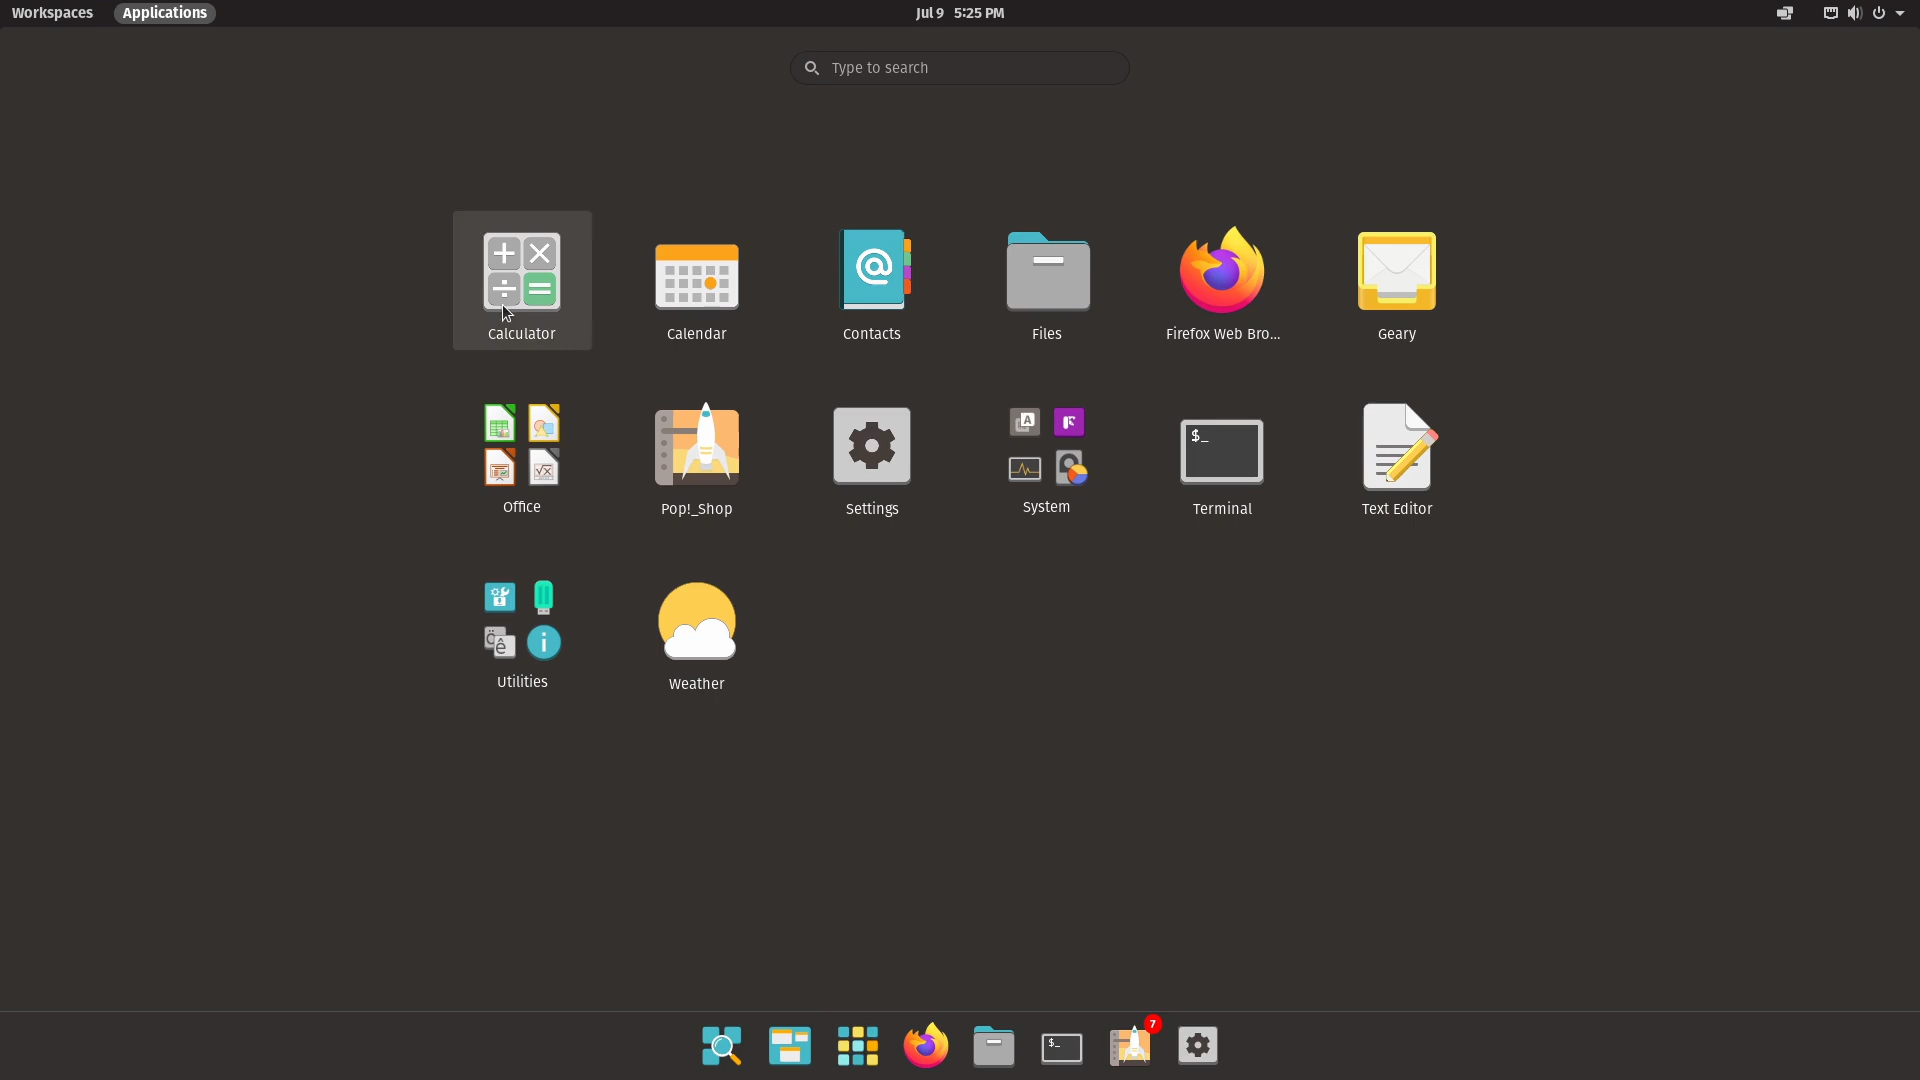 Workspaces Applications Jul 9 5:25 PM
Type to search
Calculator Calendar Contacts Files Firefox Web Bro... Geary
$_
Office Pop!_Shop Settings System Terminal Text Editor
Utilities Weather
7
$_